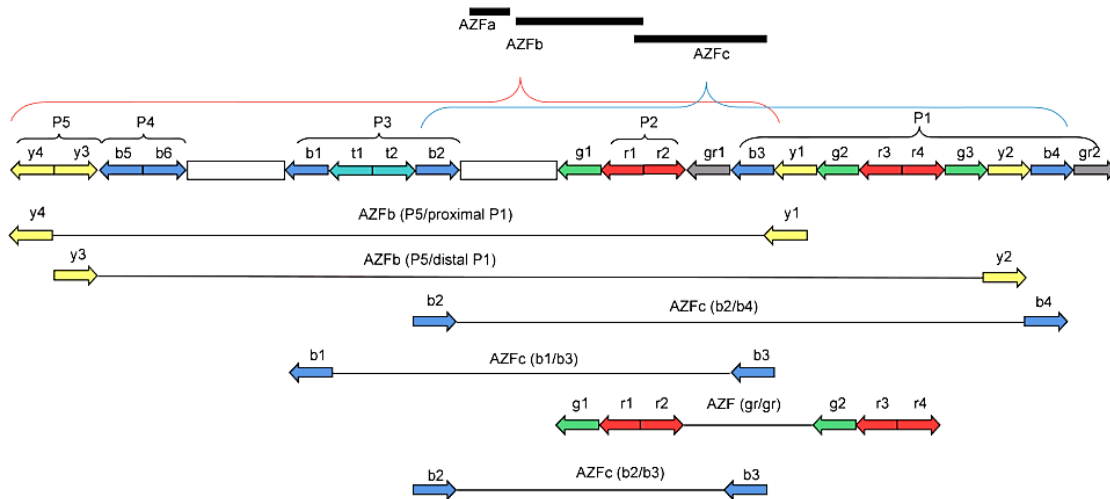 AZFa
AZFb
AZFc
P5 P4 P3 P2 P1
y4 y3 b5 b6 b1 t1 t2 b2 g1 r1 r2 gr1 b3 y1 g2 r3 r4 g3 y2 b4 gr2
y4 AZFb (P5/proximal P1) y1
y3 AZFb (P5/distal P1) y2
b2 AZFc (b2/b4) b4
b1 AZFc (b1/b3) b3
g1 r1 r2 AZF (gr/gr) g2 r3 r4
b2 AZFc (b2/b3) b3